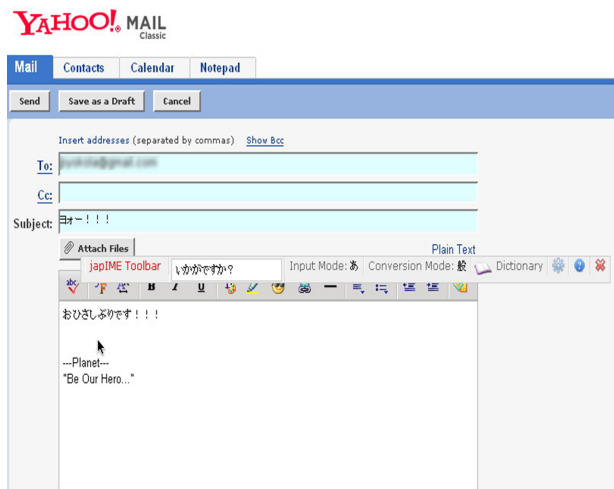 YAHOO! MAIL
Classic
Mail Contacts Calendar Notepad
Send Save as a Draft Cancel
Insert addresses (separated by commas) Show Bcc
To:
Cc:
Subject: ヨォー！！！
Attach Files Plain Text
japIME Toolbar いかがですか? Input Mode: あ Conversion Mode: 般 Dictionary
おひさしぶりです！！！
---Planet---
"Be Our Hero..."